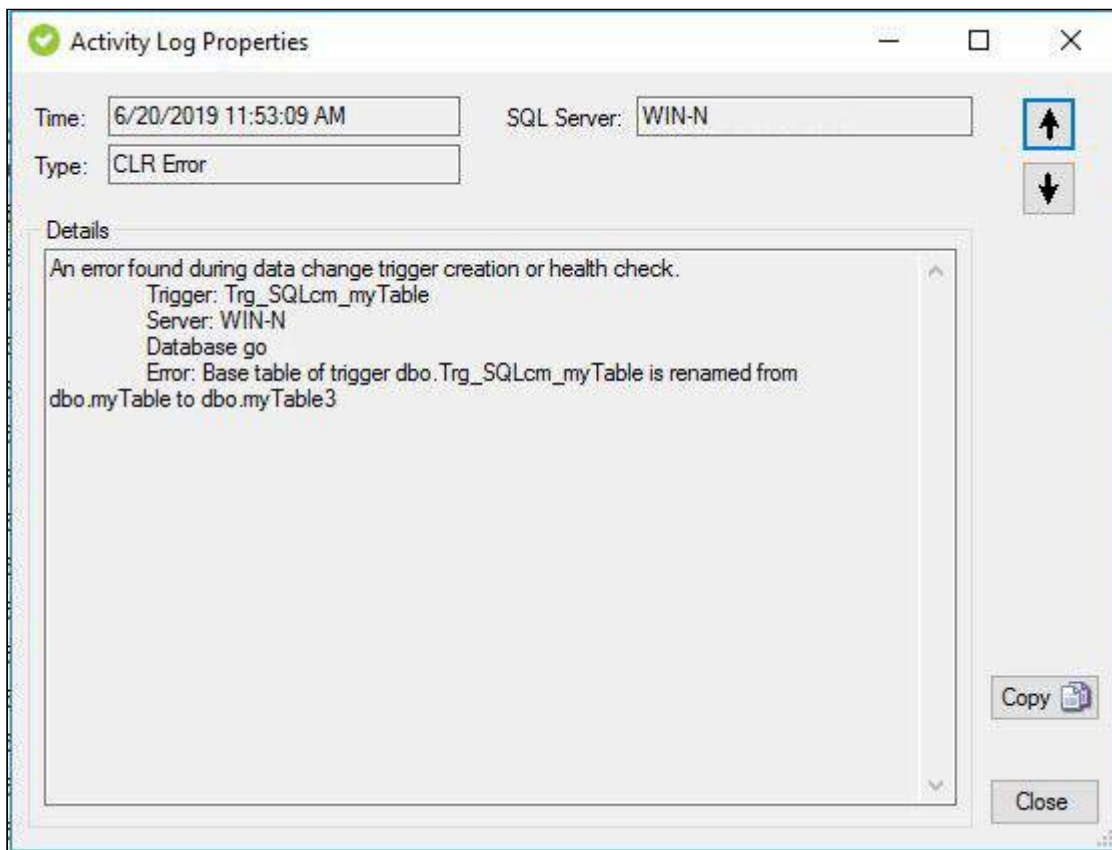 Activity Log Properties
Time: 6/20/2019 11:53:09 AM SQL Server: WIN-N
Type: CLR Error
Details
An error found during data change trigger creation or health check.
Trigger: Trg_SQLcm_myTable
Server: WIN-N
Database go
Error: Base table of trigger dbo.Trg_SQLcm_myTable is renamed from
dbo.myTable to dbo.myTable3
Copy
Close